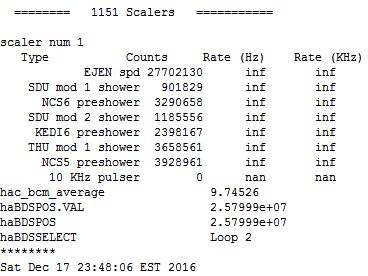 ========   1151 Scalers   ===========
scaler num 1
Type Counts Rate (Hz) Rate (KHz)
EJEN spd 27702130 inf inf
SDU mod 1 shower 901829 inf inf
NCS6 preshower 3290658 inf inf
SDU mod 2 shower 1185556 inf inf
KEDI6 preshower 2398167 inf inf
THU mod 1 shower 3658561 inf inf
NCS5 preshower 3928961 inf inf
10 KHz pulser 0 nan nan
hac_bcm_average 9.74526
haBDSPOS.VAL 2.57999e+07
haBDSPOS 2.57999e+07
haBDSSELECT Loop 2
********
Sat Dec 17 23:48:06 EST 2016